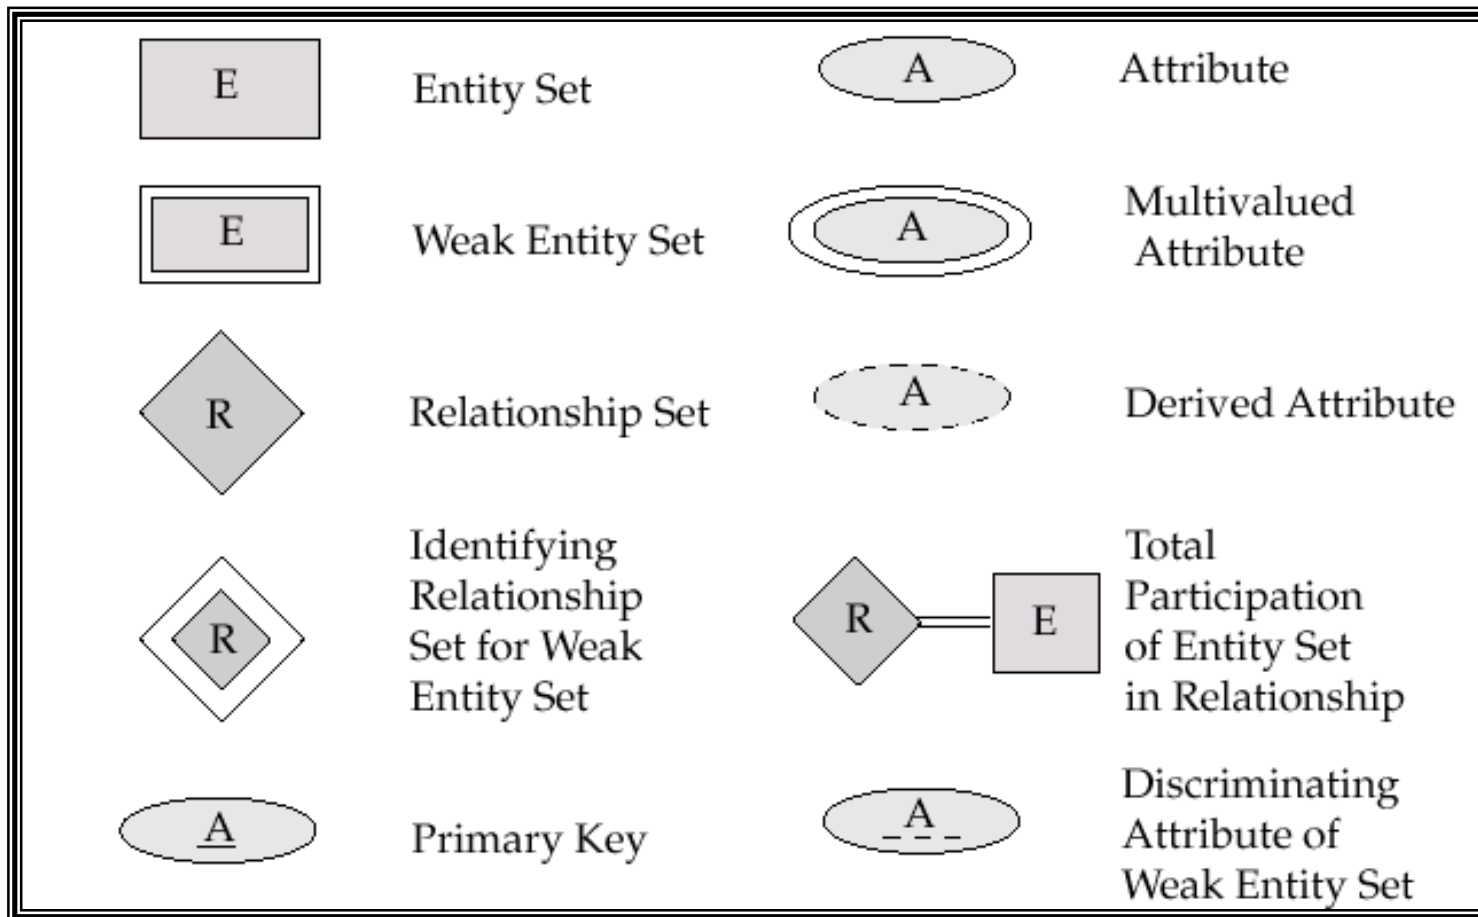 E
Entity Set
A
Attribute
E
Weak Entity Set
A
Multivalued
Attribute
R
Relationship Set
A
Derived Attribute
R
Identifying
Relationship
Set for Weak
Entity Set
R
E
Total
Participation
of Entity Set
in Relationship
A
Primary Key
A
Discriminating
Attribute of
Weak Entity Set